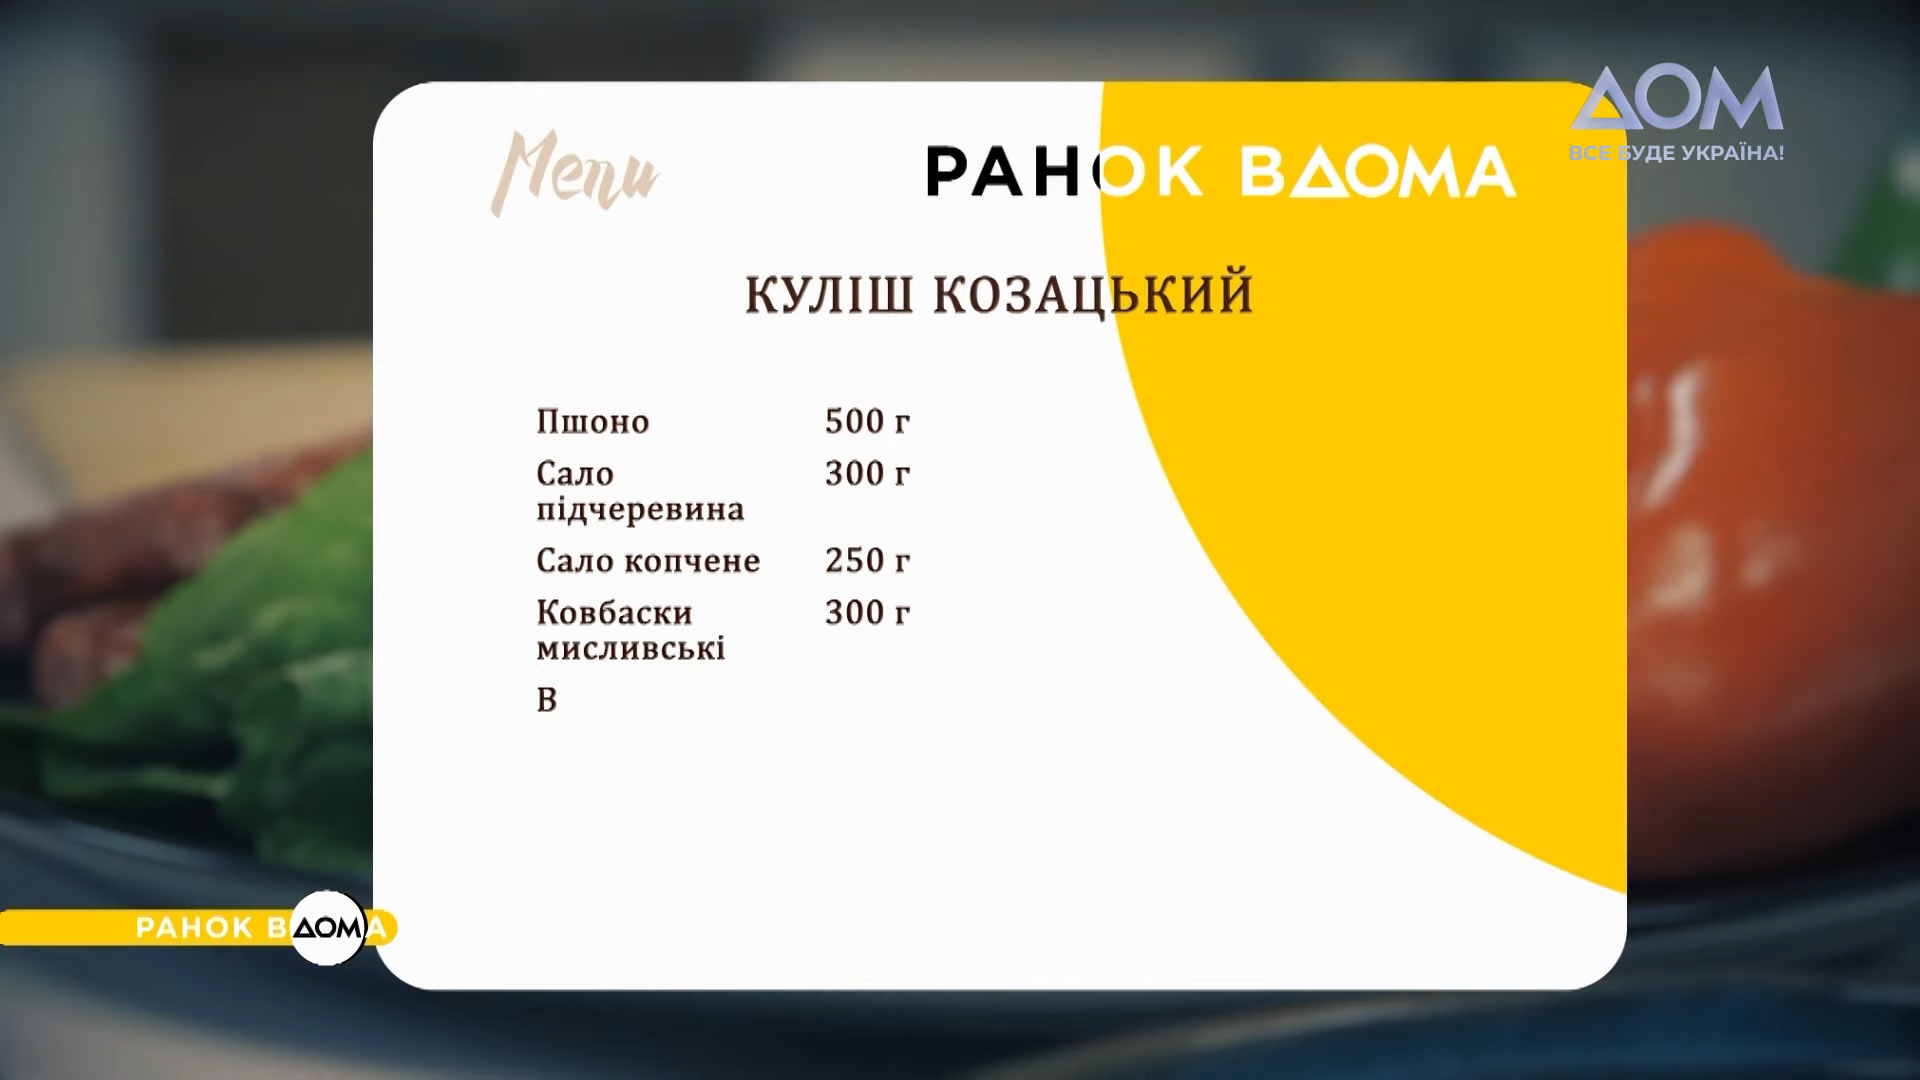 ДОМ
ВСЕ БУДЕ УКРАЇНА!
Menu
РАНОК ВДОМА
КУЛІШ КОЗАЦЬКИЙ
Пшоно 500 г
Сало 300 г
підчеревина
Сало копчене 250 г
Ковбаски 300 г
мисливські
В
РАНОК ВДОМА